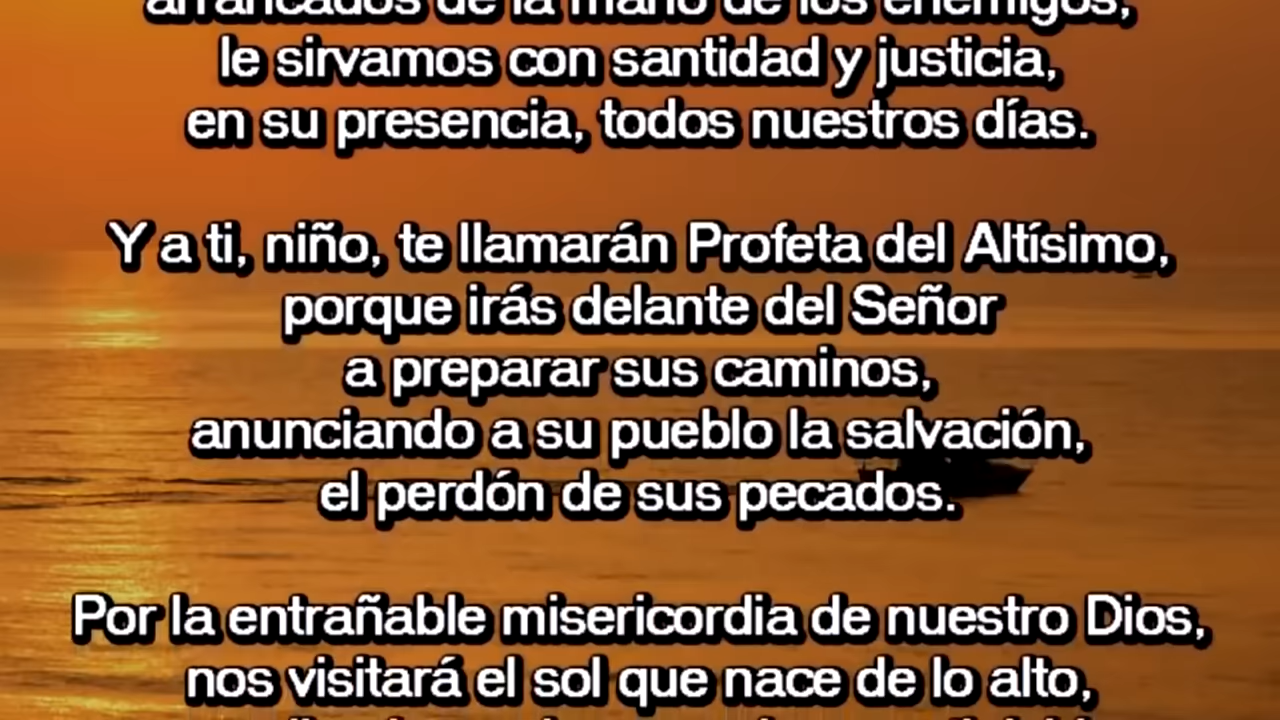 arrancados de la mano de los enemigos,
le sirvamos con santidad y justicia,
en su presencia, todos nuestros días.
Y a ti, niño, te llamarán Profeta del Altísimo,
porque irás delante del Señor
a preparar sus caminos,
anunciando a su pueblo la salvación,
el perdón de sus pecados.
Por la entrañable misericordia de nuestro Dios,
nos visitará el sol que nace de lo alto,